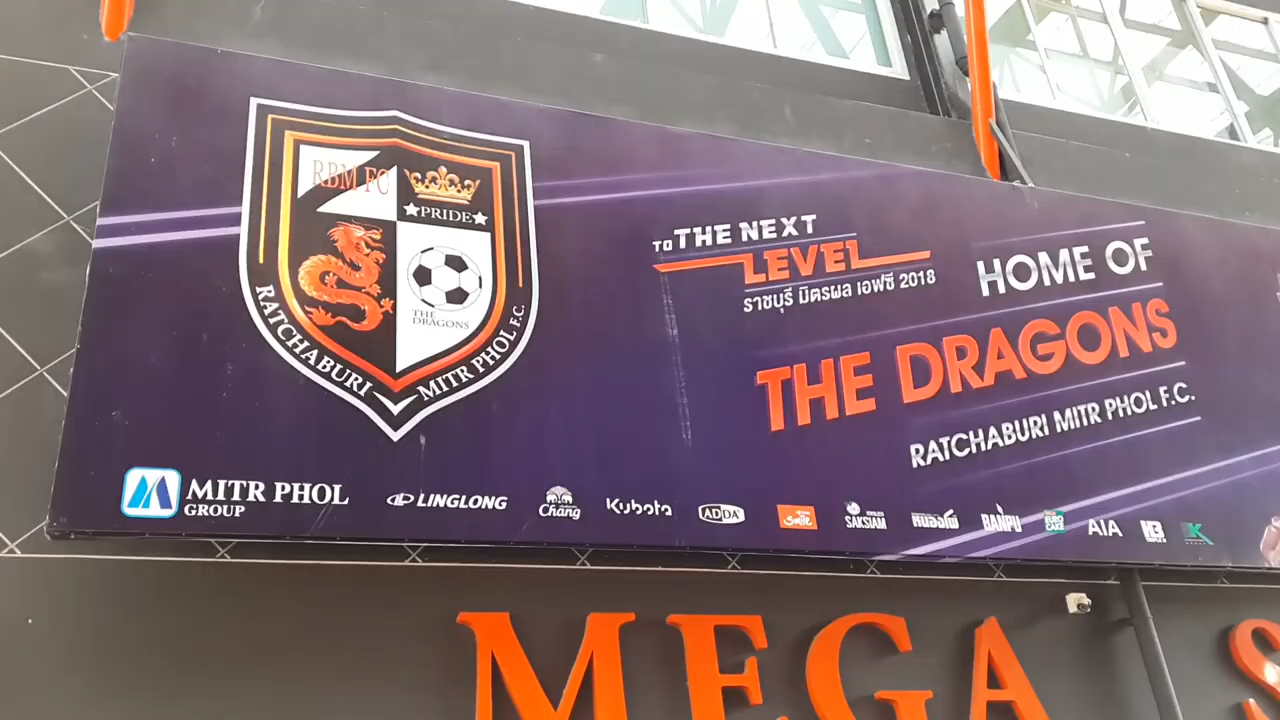 RBM FC
PRIDE
THE
DRAGONS
RATCHABURI MITR PHOL F.C.
TO THE NEXT
LEVEL
ราชบุรี มิตรผล เอฟซี 2018
HOME OF
THE DRAGONS
RATCHABURI MITR PHOL F.C.
MITR PHOL
GROUP
LINGLONG
Chang
Kubota
ADDA
Smile
SAKSIAM
BANPU
EURO
CAKE
AIA
K
MEGA S